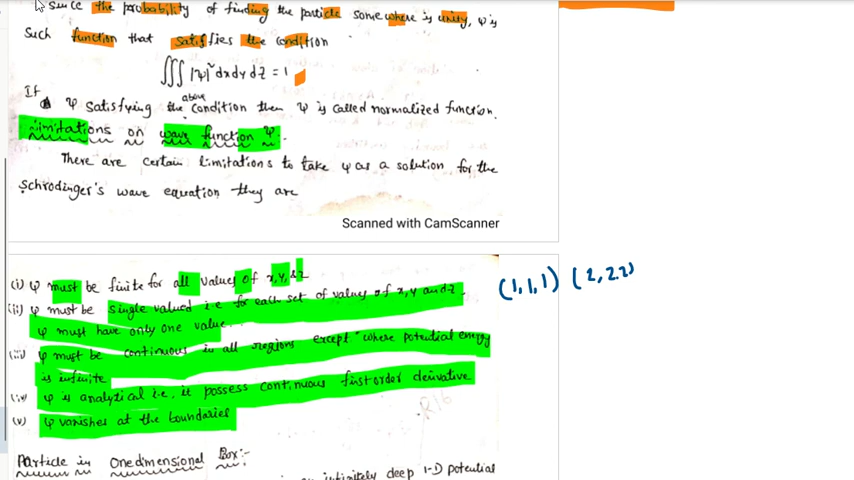 since the probability of finding the particle some where is unity, ψ is
Such function that satisfies the condition
∭ |ψ|² dxdydz = 1
If ψ satisfying the above condition then ψ is called normalized function.
Limitations on wave function ψ.
There are certain limitations to take ψ as a solution for the
Schrodinger's wave equation they are
Scanned with CamScanner
(i) ψ must be finite for all values of x,y,&z
(1,1,1) (2,2,2)
(ii) ψ must be single valued i.e for each set of values of x,y and z.
ψ must have only one value.
(iii) ψ must be continuous in all regions except where potential energy
is infinite
(iv) ψ is analytical i.e, it possess continuous first order derivative
(v) ψ vanishes at the boundaries
R16
Particle in One dimensional Box:-
an infinitely deep 1-D potential